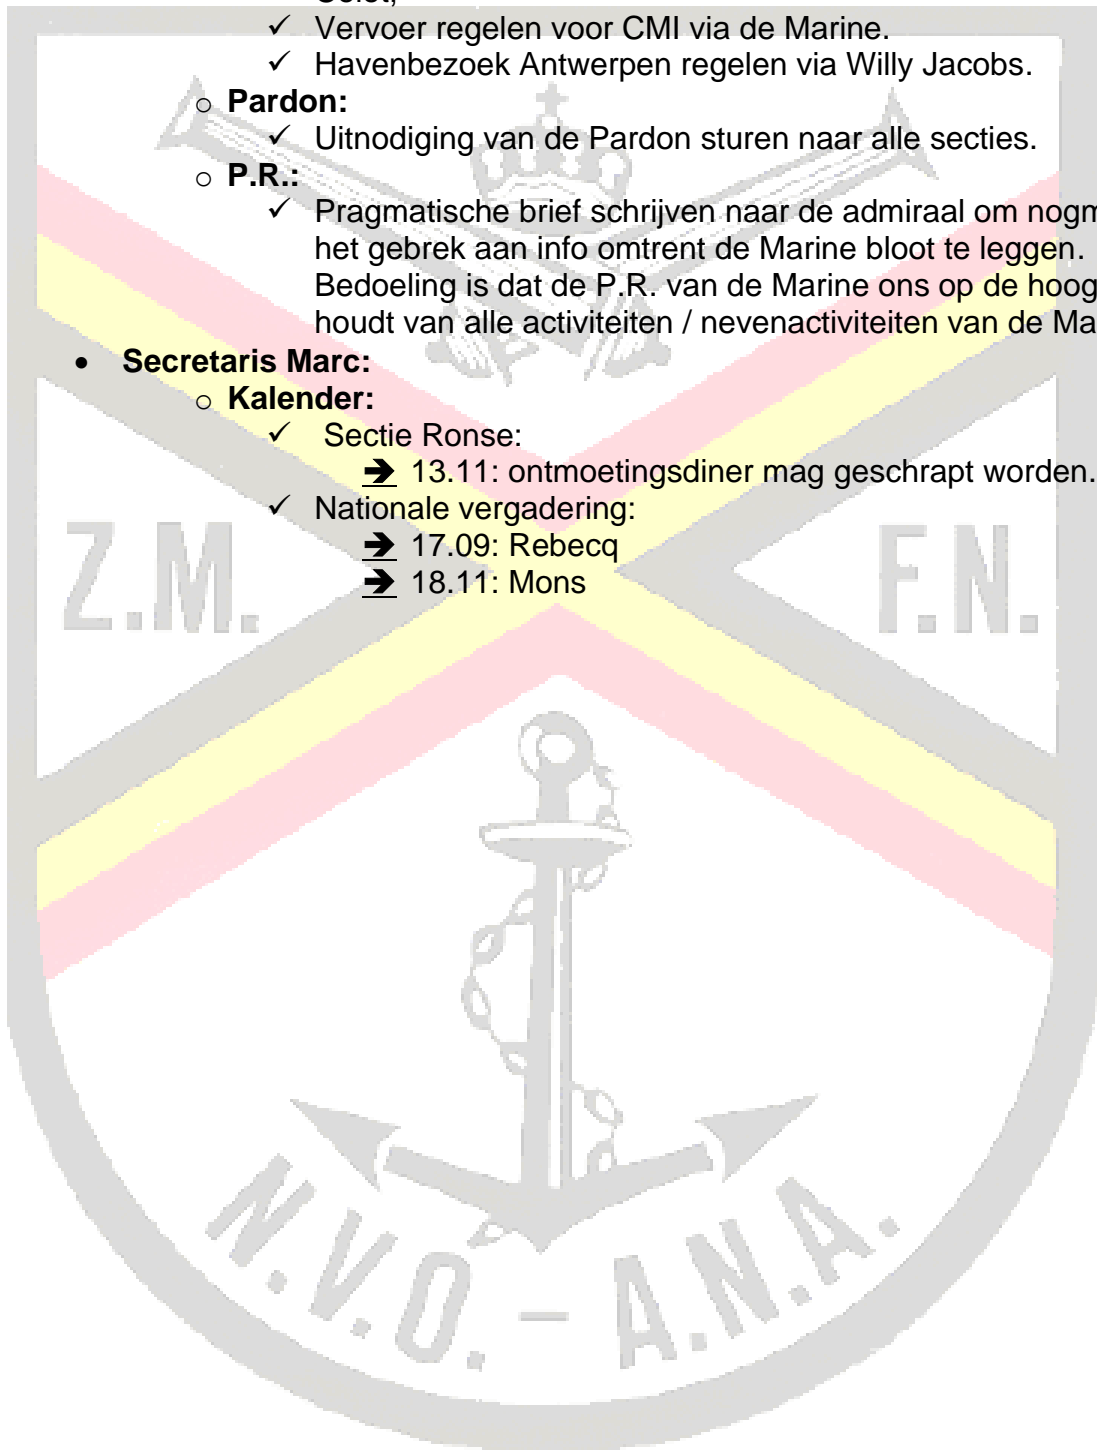 ✓ Vervoer regelen voor CMI via de Marine.
✓ Havenbezoek Antwerpen regelen via Willy Jacobs.
o Pardon:
✓ Uitnodiging van de Pardon sturen naar alle secties.
o P.R.:
✓ Pragmatische brief schrijven naar de admiraal om
het gebrek aan info omtrent de Marine bloot te leggen.
Bedoeling is dat de P.R. van de Marine ons op de
houdt van alle activiteiten / nevenactiviteiten van de
• Secretaris Marc:
o Kalender:
✓ Sectie Ronse:
➔ 13.11: ontmoetingsdiner mag geschrapt worden.
✓ Nationale vergadering:
➔ 17.09: Rebecq
➔ 18.11: Mons
Z.M. F.N.
N.V.O. – A.N.A.